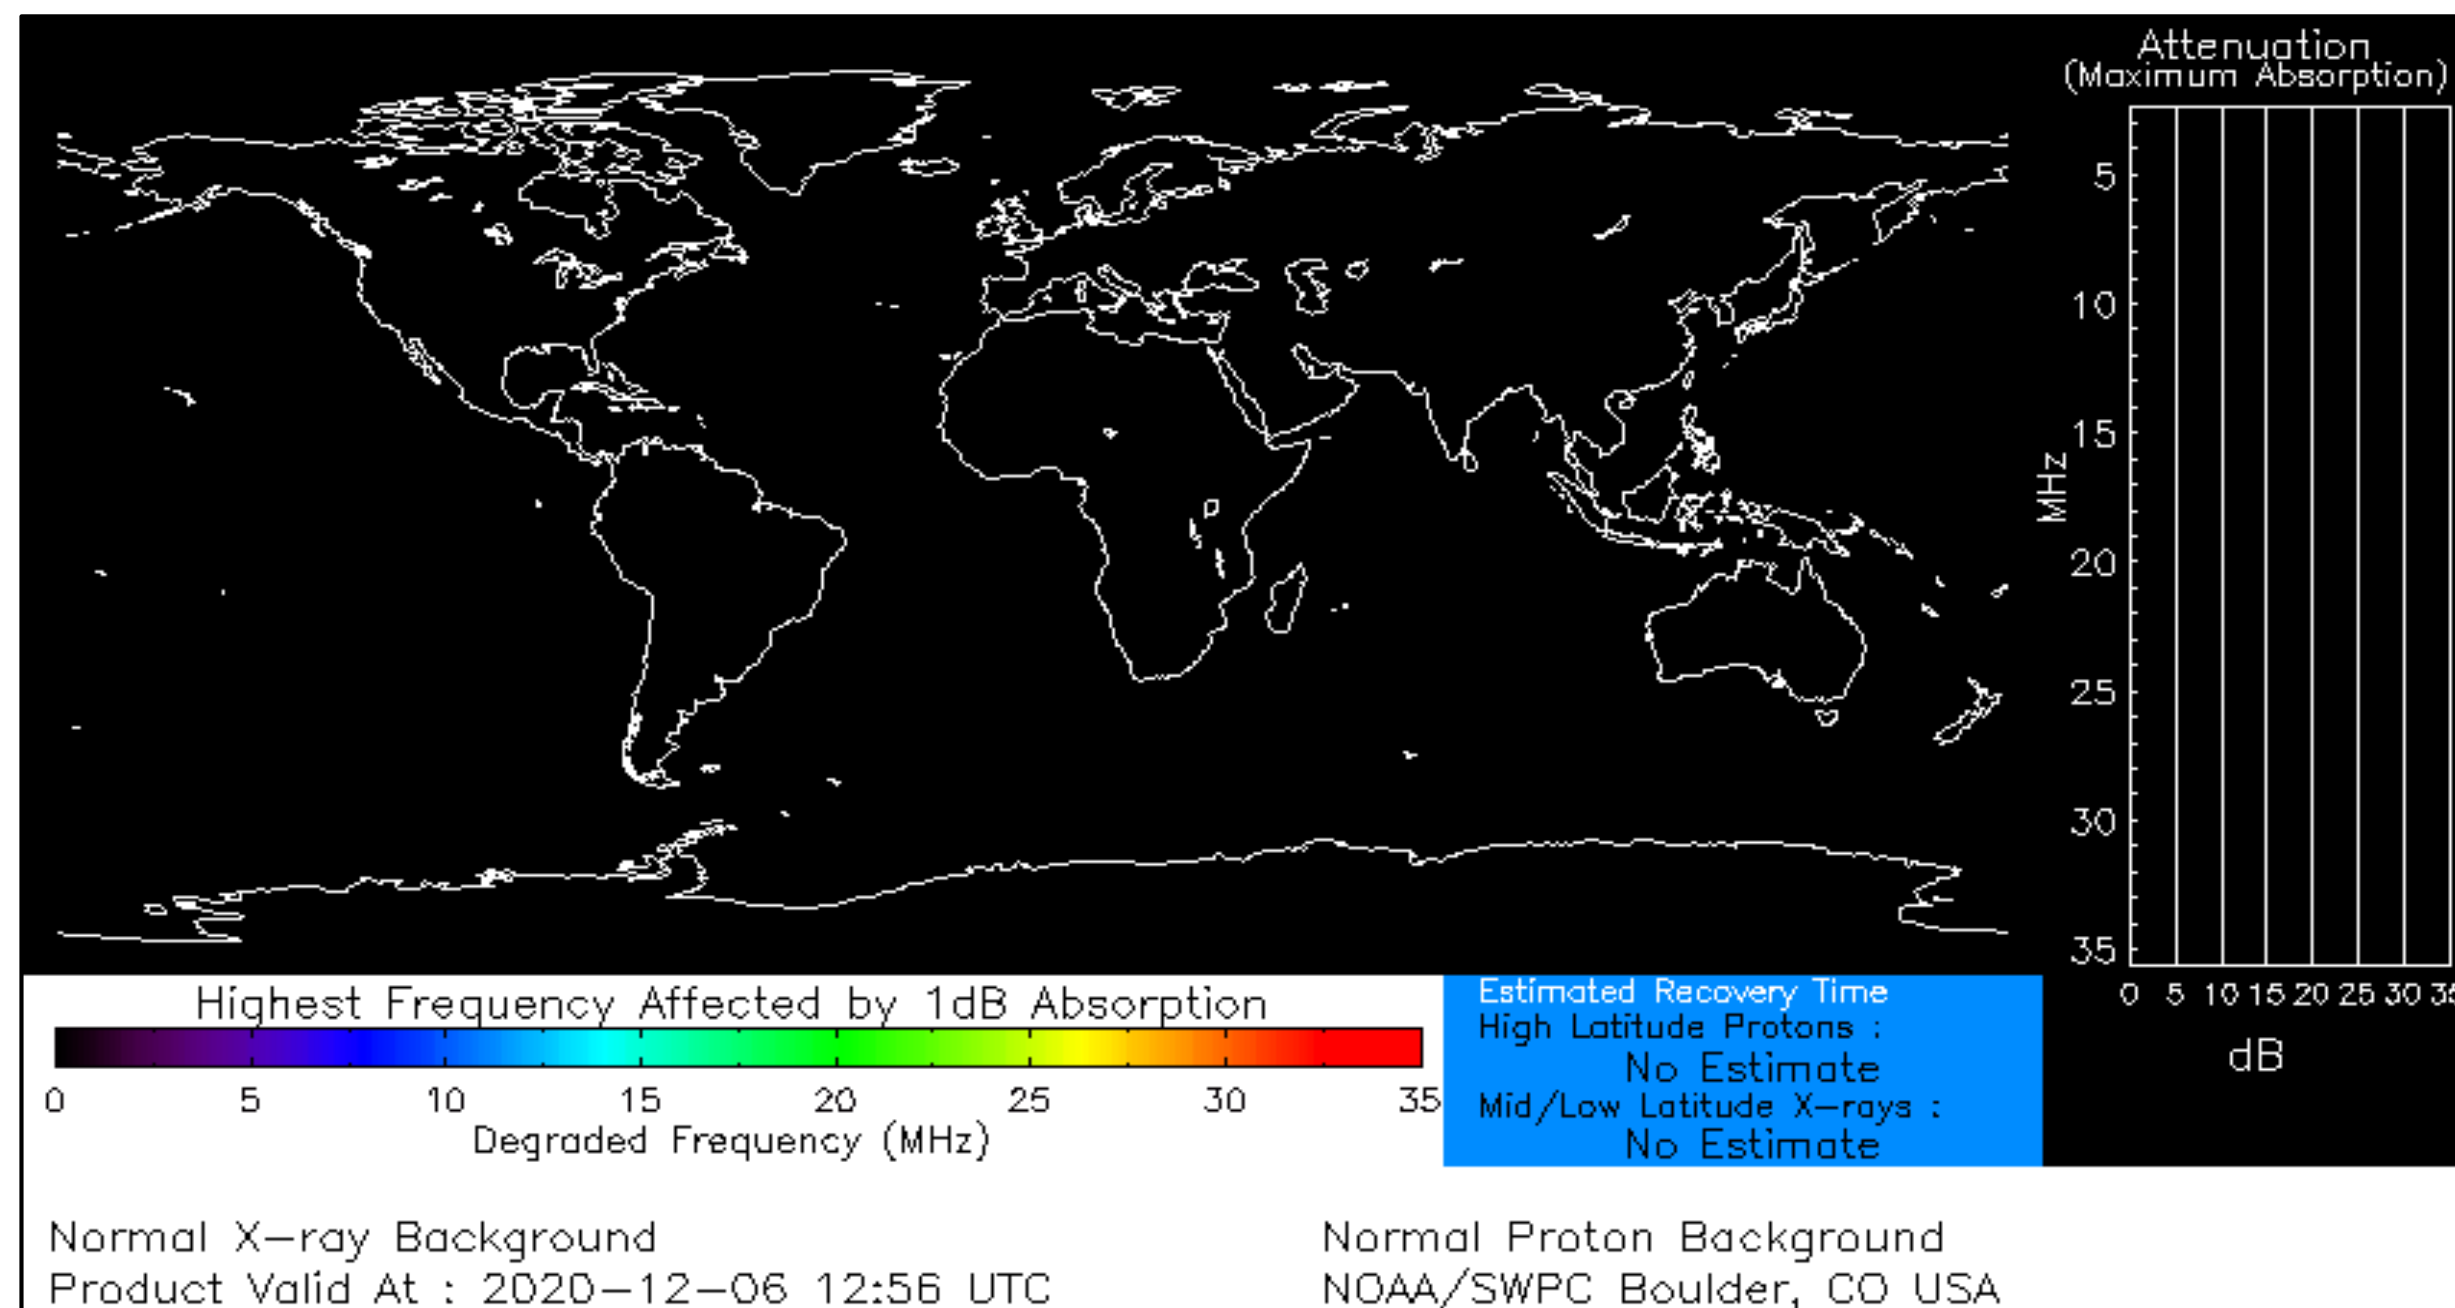 Attenuation
(Maximum Absorption)
5
10
15
20
25
30
35
MHz
0 5 10 15 20 25 30
dB
Highest Frequency Affected by 1dB Absorption
0 5 10 15 20 25 30 35
Degraded Frequency (MHz)
Estimated Recovery Time
High Latitude Protons :
No Estimate
Mid/Low Latitude X-rays :
No Estimate
Normal X-ray Background
Normal Proton Background
Product Valid At : 2020-12-06 12:56 UTC
NOAA/SWPC Boulder, CO USA